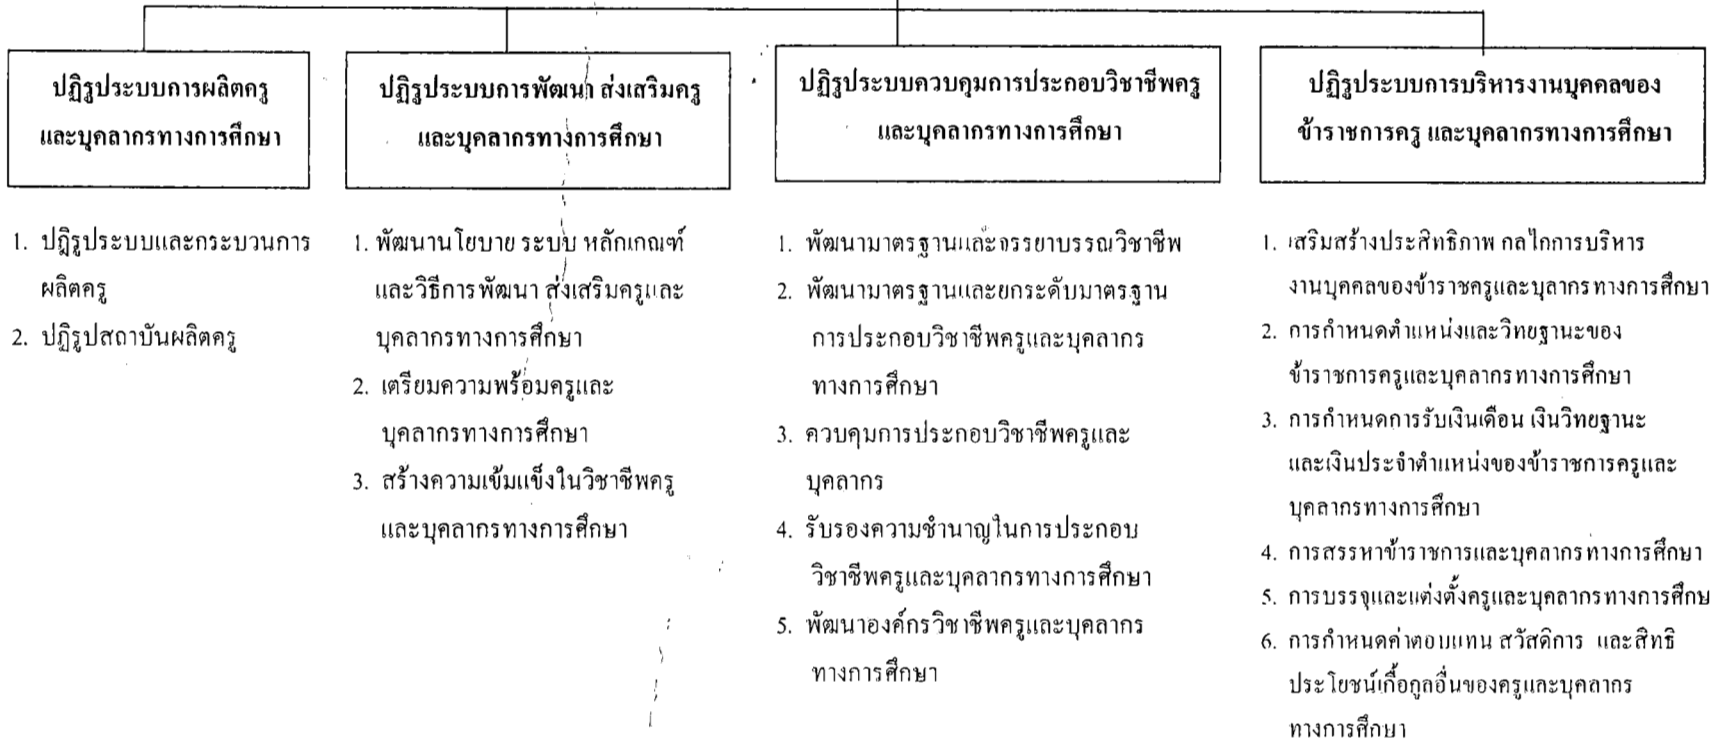 ปฏิรูประบบการผลิตครู
และบุคลากรทางการศึกษา
ปฏิรูประบบการพัฒนา ส่งเสริมครู
และบุคลากรทางการศึกษา
ปฏิรูประบบควบคุมการประกอบวิชาชีพครู
และบุคลากรทางการศึกษา
ปฏิรูประบบการบริหารงานบุคคลของ
ข้าราชการครู และบุคลากรทางการศึกษา
1. ปฏิรูประบบและกระบวนการ
ผลิตครู
2. ปฏิรูปสถาบันผลิตครู
1. พัฒนานโยบาย ระบบ หลักเกณฑ์
และวิธีการพัฒนา ส่งเสริมครูและ
บุคลากรทางการศึกษา
2. เตรียมความพร้อมครูและ
บุคลากรทางการศึกษา
3. สร้างความเข้มแข็งในวิชาชีพครู
และบุคลากรทางการศึกษา
1. พัฒนามาตรฐานและจรรยาบรรณวิชาชีพ
2. พัฒนามาตรฐานและยกระดับมาตรฐาน
การประกอบวิชาชีพครูและบุคลากร
ทางการศึกษา
3. ควบคุมการประกอบวิชาชีพครูและ
บุคลากร
4. รับรองความชำนาญในการประกอบ
วิชาชีพครูและบุคลากรทางการศึกษา
5. พัฒนาองค์กรวิชาชีพครูและบุคลากร
ทางการศึกษา
1. เสริมสร้างประสิทธิภาพ กลไกการบริหาร
งานบุคคลของข้าราชครูและบุลากรทางการศึกษา
2. การกำหนดตำแหน่งและวิทยฐานะของ
ข้าราชการครูและบุคลากรทางการศึกษา
3. การกำหนดการรับเงินเดือน เงินวิทยฐานะ
และเงินประจำตำแหน่งของข้าราชการครูและ
บุคลากรทางการศึกษา
4. การสรรหาข้าราชการและบุคลากรทางการศึกษา
5. การบรรจุและแต่งตั้งครูและบุคลากรทางการศึกษ
6. การกำหนดค่าตอบแทน สวัสดิการ และสิทธิ
ประโยชน์เกื้อกูลอื่นของครูและบุคลากร
ทางการศึกษา